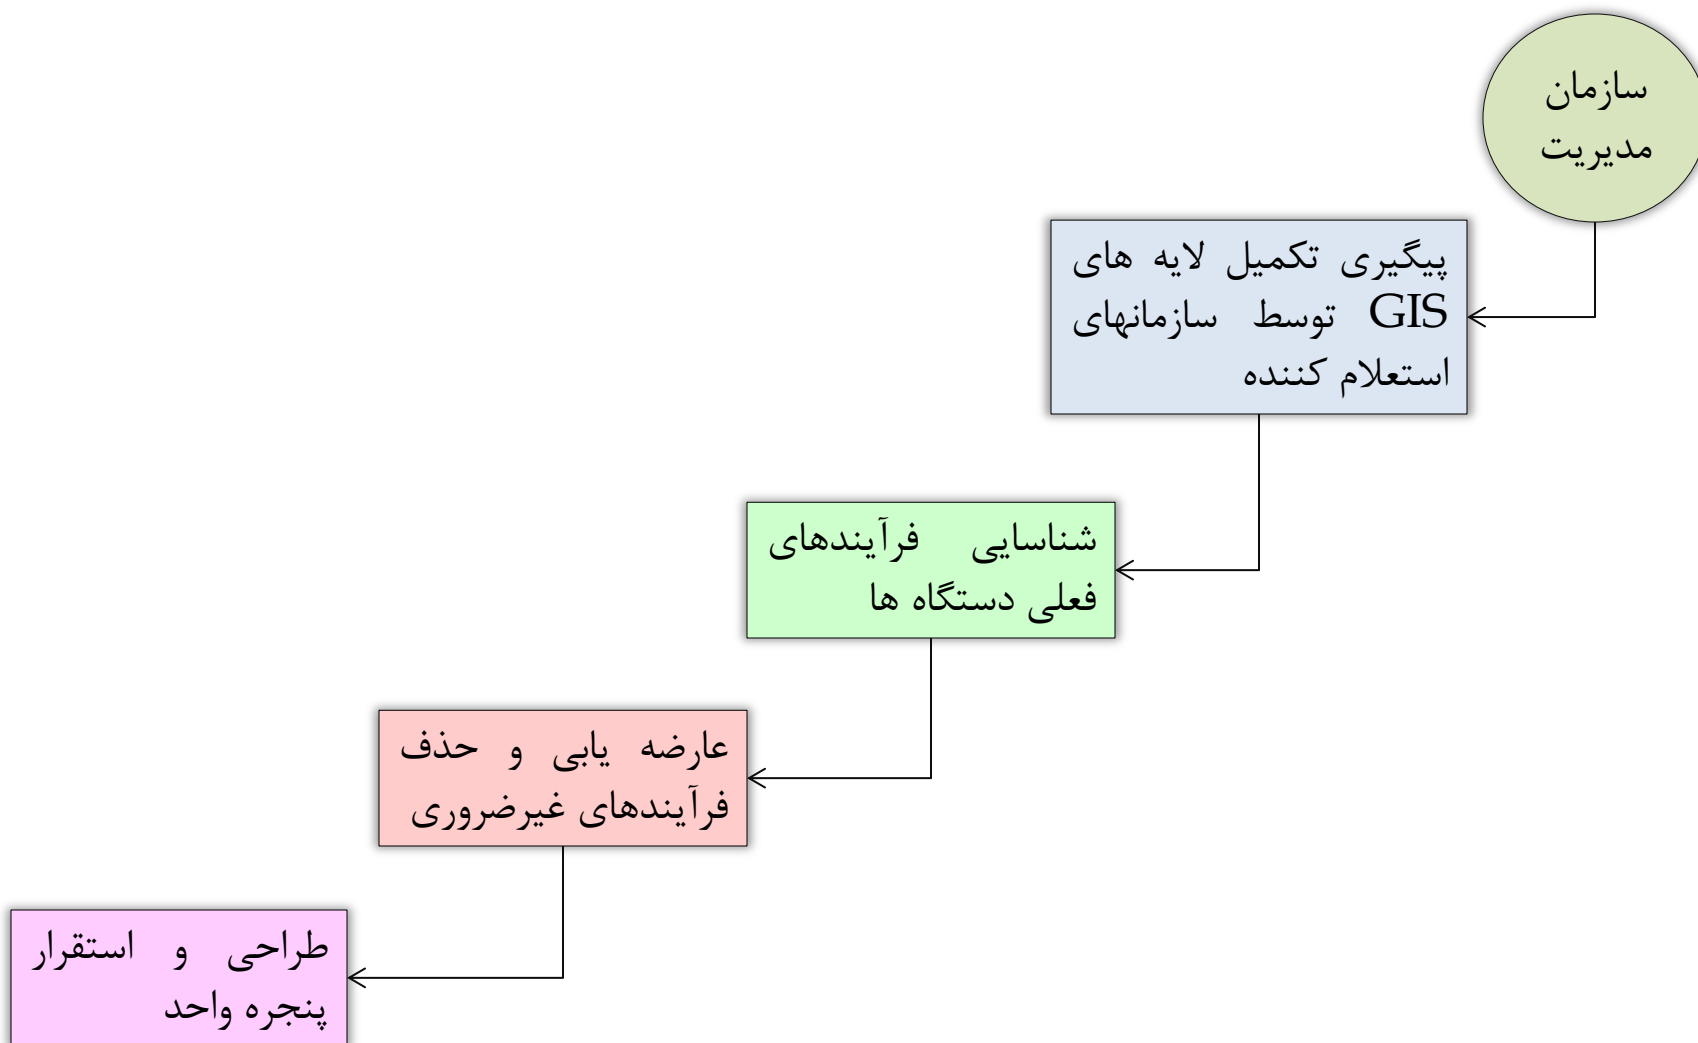 سازمان
مدیریت
پیگیری تکمیل لایه های
GIS توسط سازمانهای
استعلام کننده
شناسایی فرآیندهای
فعلی دستگاه ها
عارضه یابی و حذف
فرآیندهای غیرضروری
طراحی و استقرار
پنجره واحد